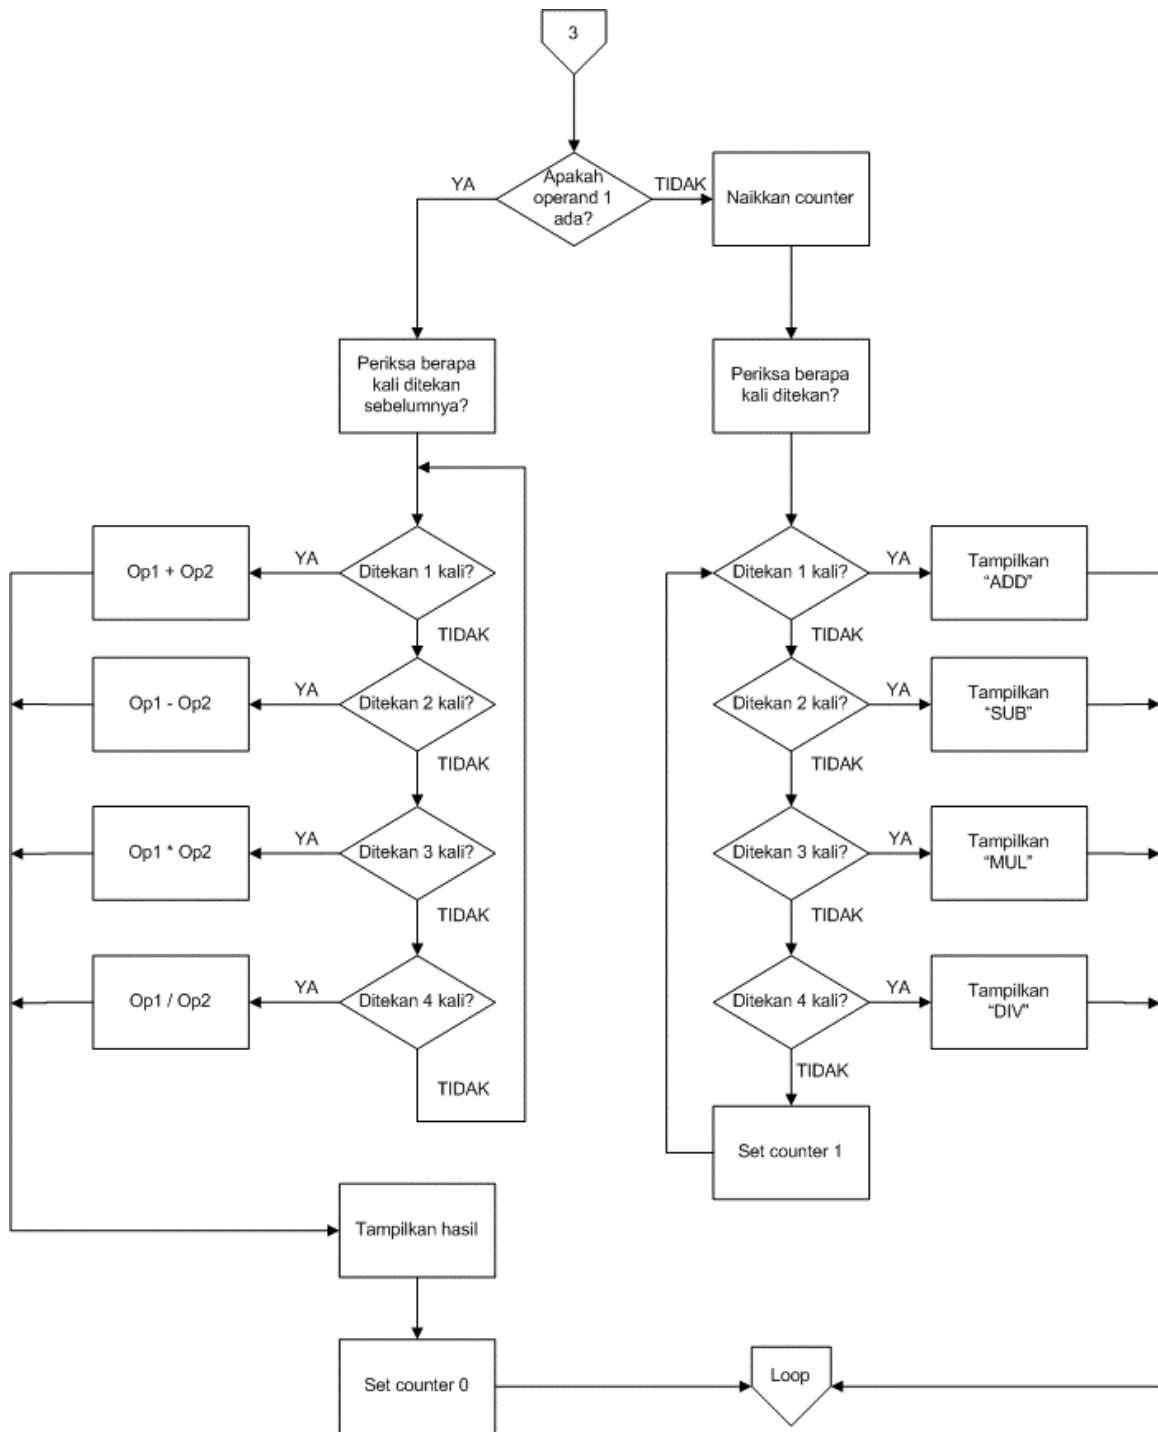 3
Apakah
operand 1
ada?
YA
TIDAK
Naikkan counter
Periksa berapa
kali ditekan
sebelumnya?
Periksa berapa
kali ditekan?
Op1 + Op2
YA
Ditekan 1 kali?
TIDAK
Ditekan 1 kali?
YA
TIDAK
Tampilkan
“ADD”
Op1 - Op2
YA
Ditekan 2 kali?
TIDAK
Ditekan 2 kali?
YA
TIDAK
Tampilkan
“SUB”
Op1 * Op2
YA
Ditekan 3 kali?
TIDAK
Ditekan 3 kali?
YA
TIDAK
Tampilkan
“MUL”
Op1 / Op2
YA
Ditekan 4 kali?
TIDAK
Ditekan 4 kali?
YA
TIDAK
Tampilkan
“DIV”
Set counter 1
Tampilkan hasil
Set counter 0
Loop